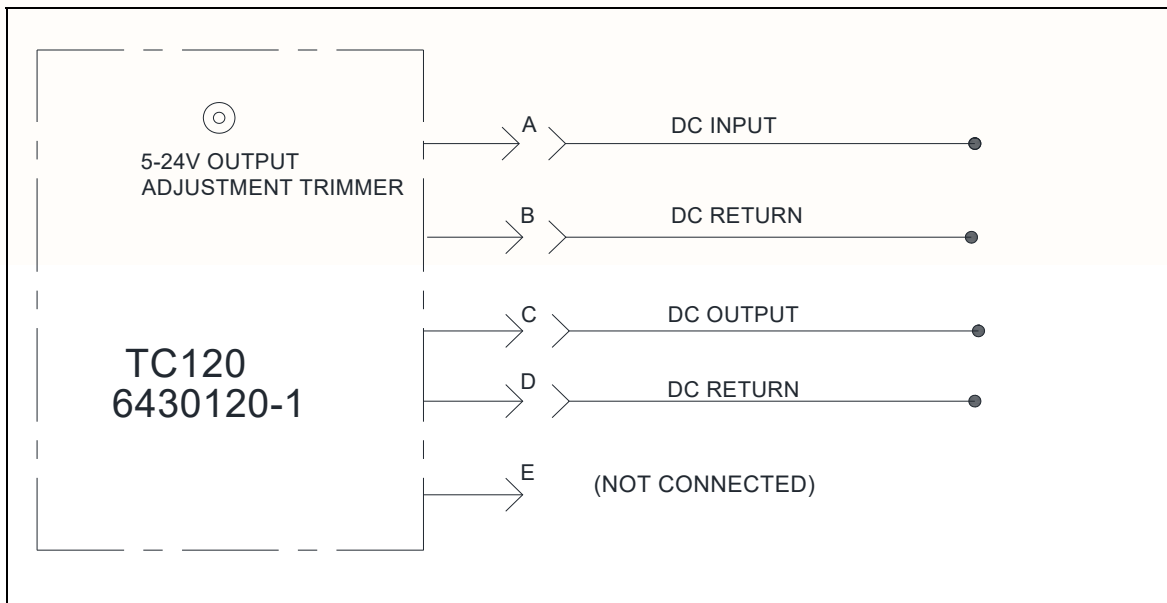 5-24V OUTPUT
ADJUSTMENT TRIMMER
TC120
6430120-1
A DC INPUT
B DC RETURN
C DC OUTPUT
D DC RETURN
E (NOT CONNECTED)